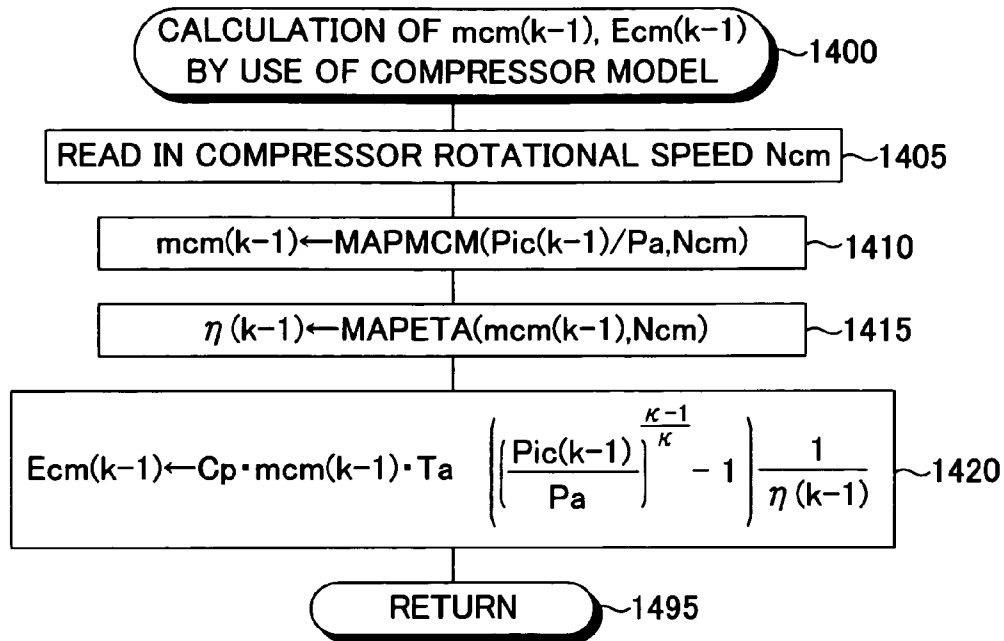 CALCULATION OF mcm(k-1), Ecm(k-1)
BY USE OF COMPRESSOR MODEL
~1400
READ IN COMPRESSOR ROTATIONAL SPEED Ncm
~1405
mcm(k-1)←MAPMCM(Pic(k-1)/Pa,Ncm)
~1410
η(k-1)←MAPETA(mcm(k-1),Ncm)
~1415
Ecm(k-1)←Cp・mcm(k-1)・Ta ((Pic(k-1)/Pa)^((κ-1)/κ) - 1) 1/η(k-1)
~1420
RETURN
~1495